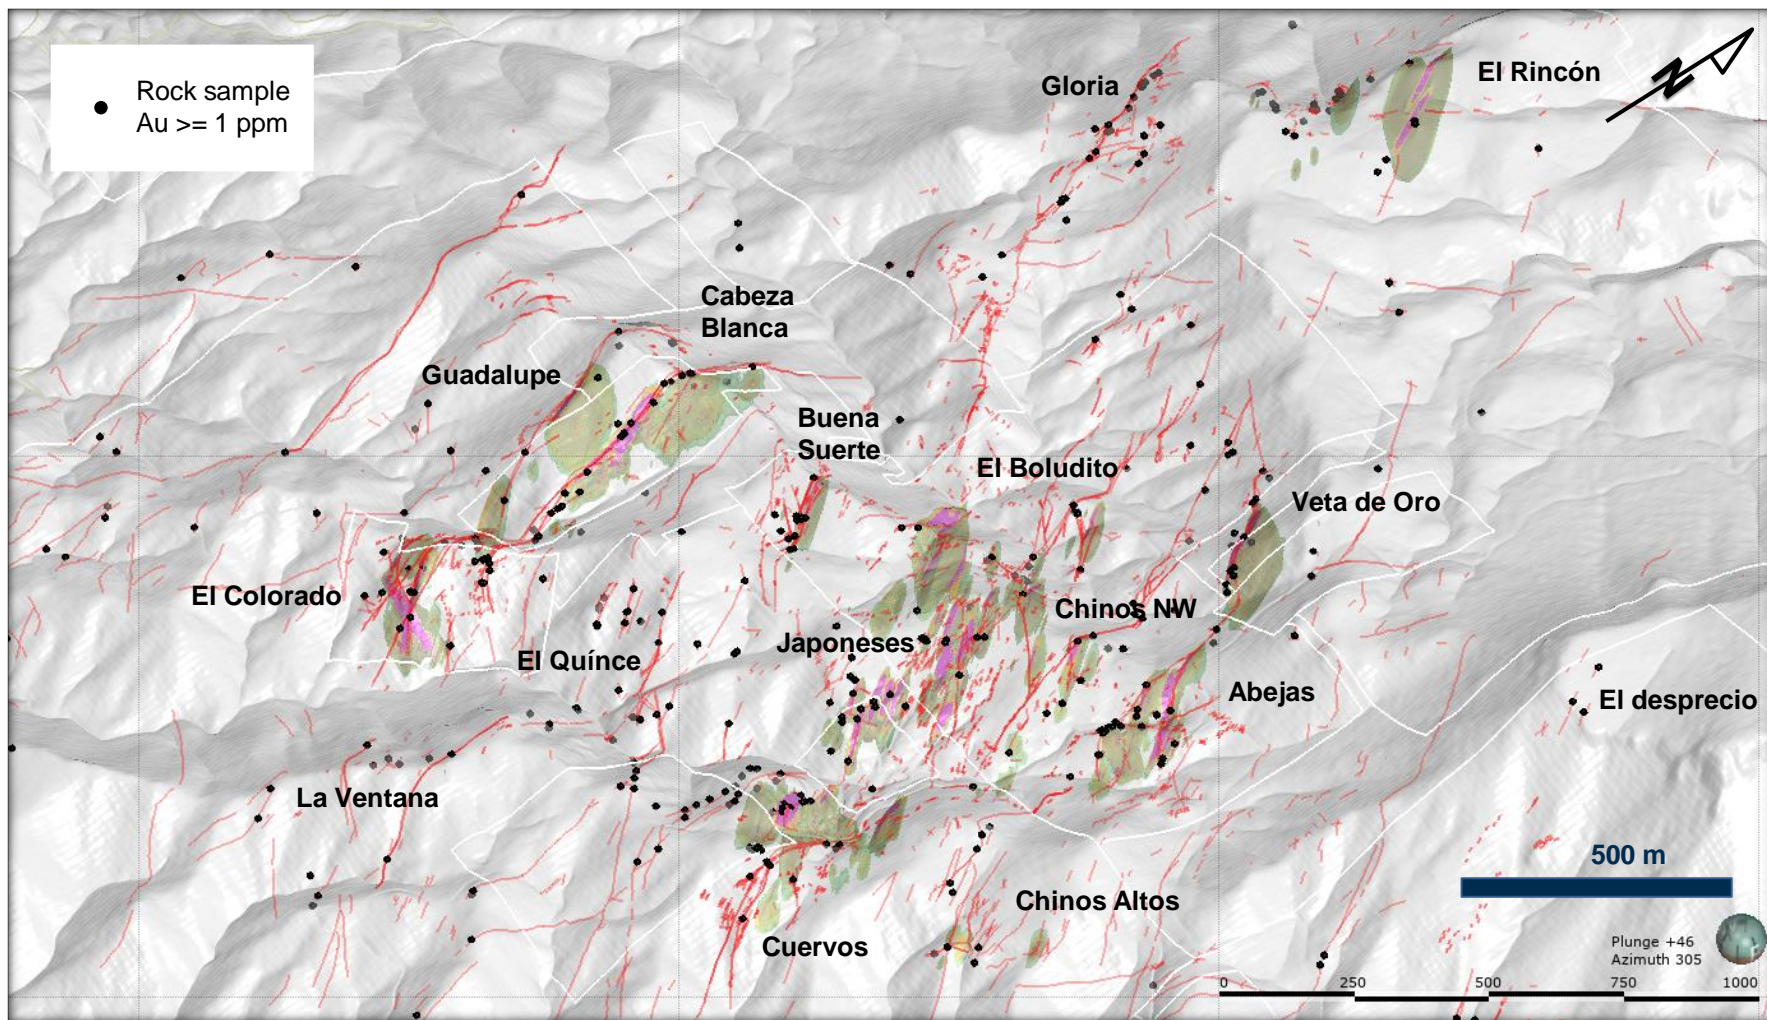 Rock sample
Au >= 1 ppm
Gloria
El Rincón
N
Cabeza
Blanca
Guadalupe
Buena
Suerte
El Boludito
Veta de Oro
El Colorado
Chinos NW
Japoneses
El Quínce
Abejas
El desprecio
La Ventana
500 m
Chinos Altos
Cuervos
Plunge +46
Azimuth 305
0 250 500 750 1000